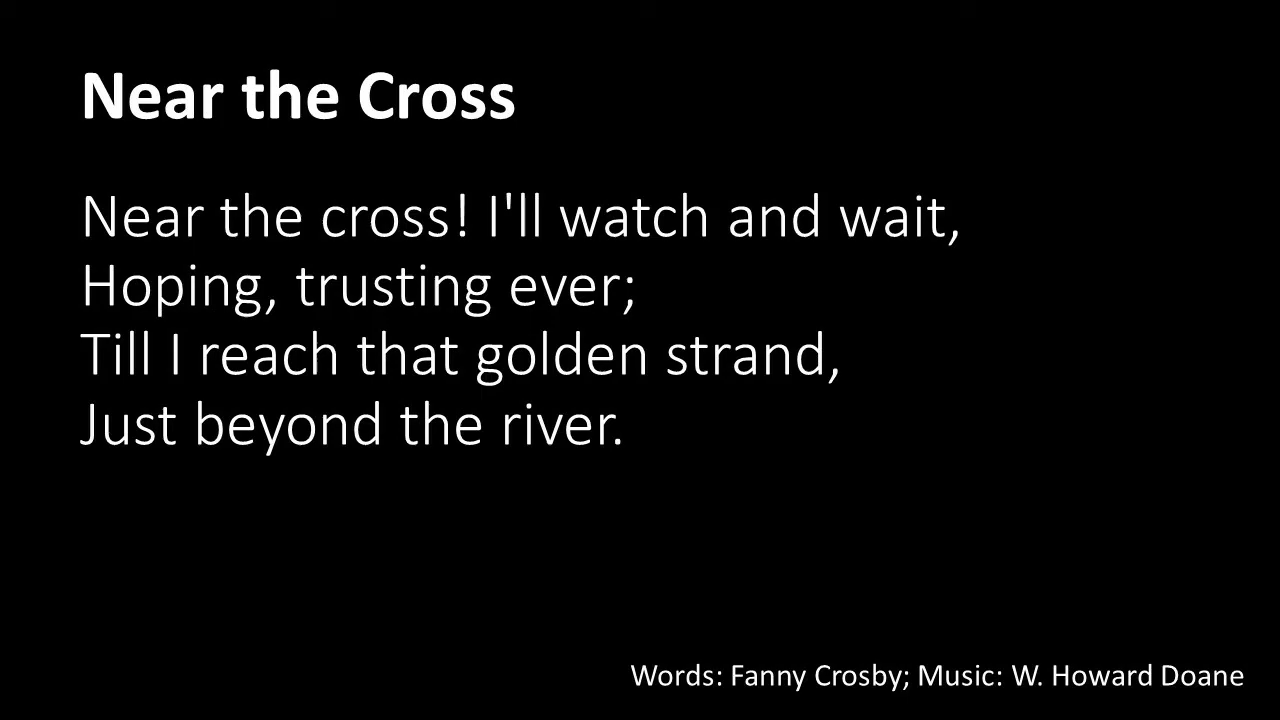 Near the Cross
Near the cross! I'll watch and wait,
Hoping, trusting ever;
Till I reach that golden strand,
Just beyond the river.
Words: Fanny Crosby; Music: W. Howard Doane